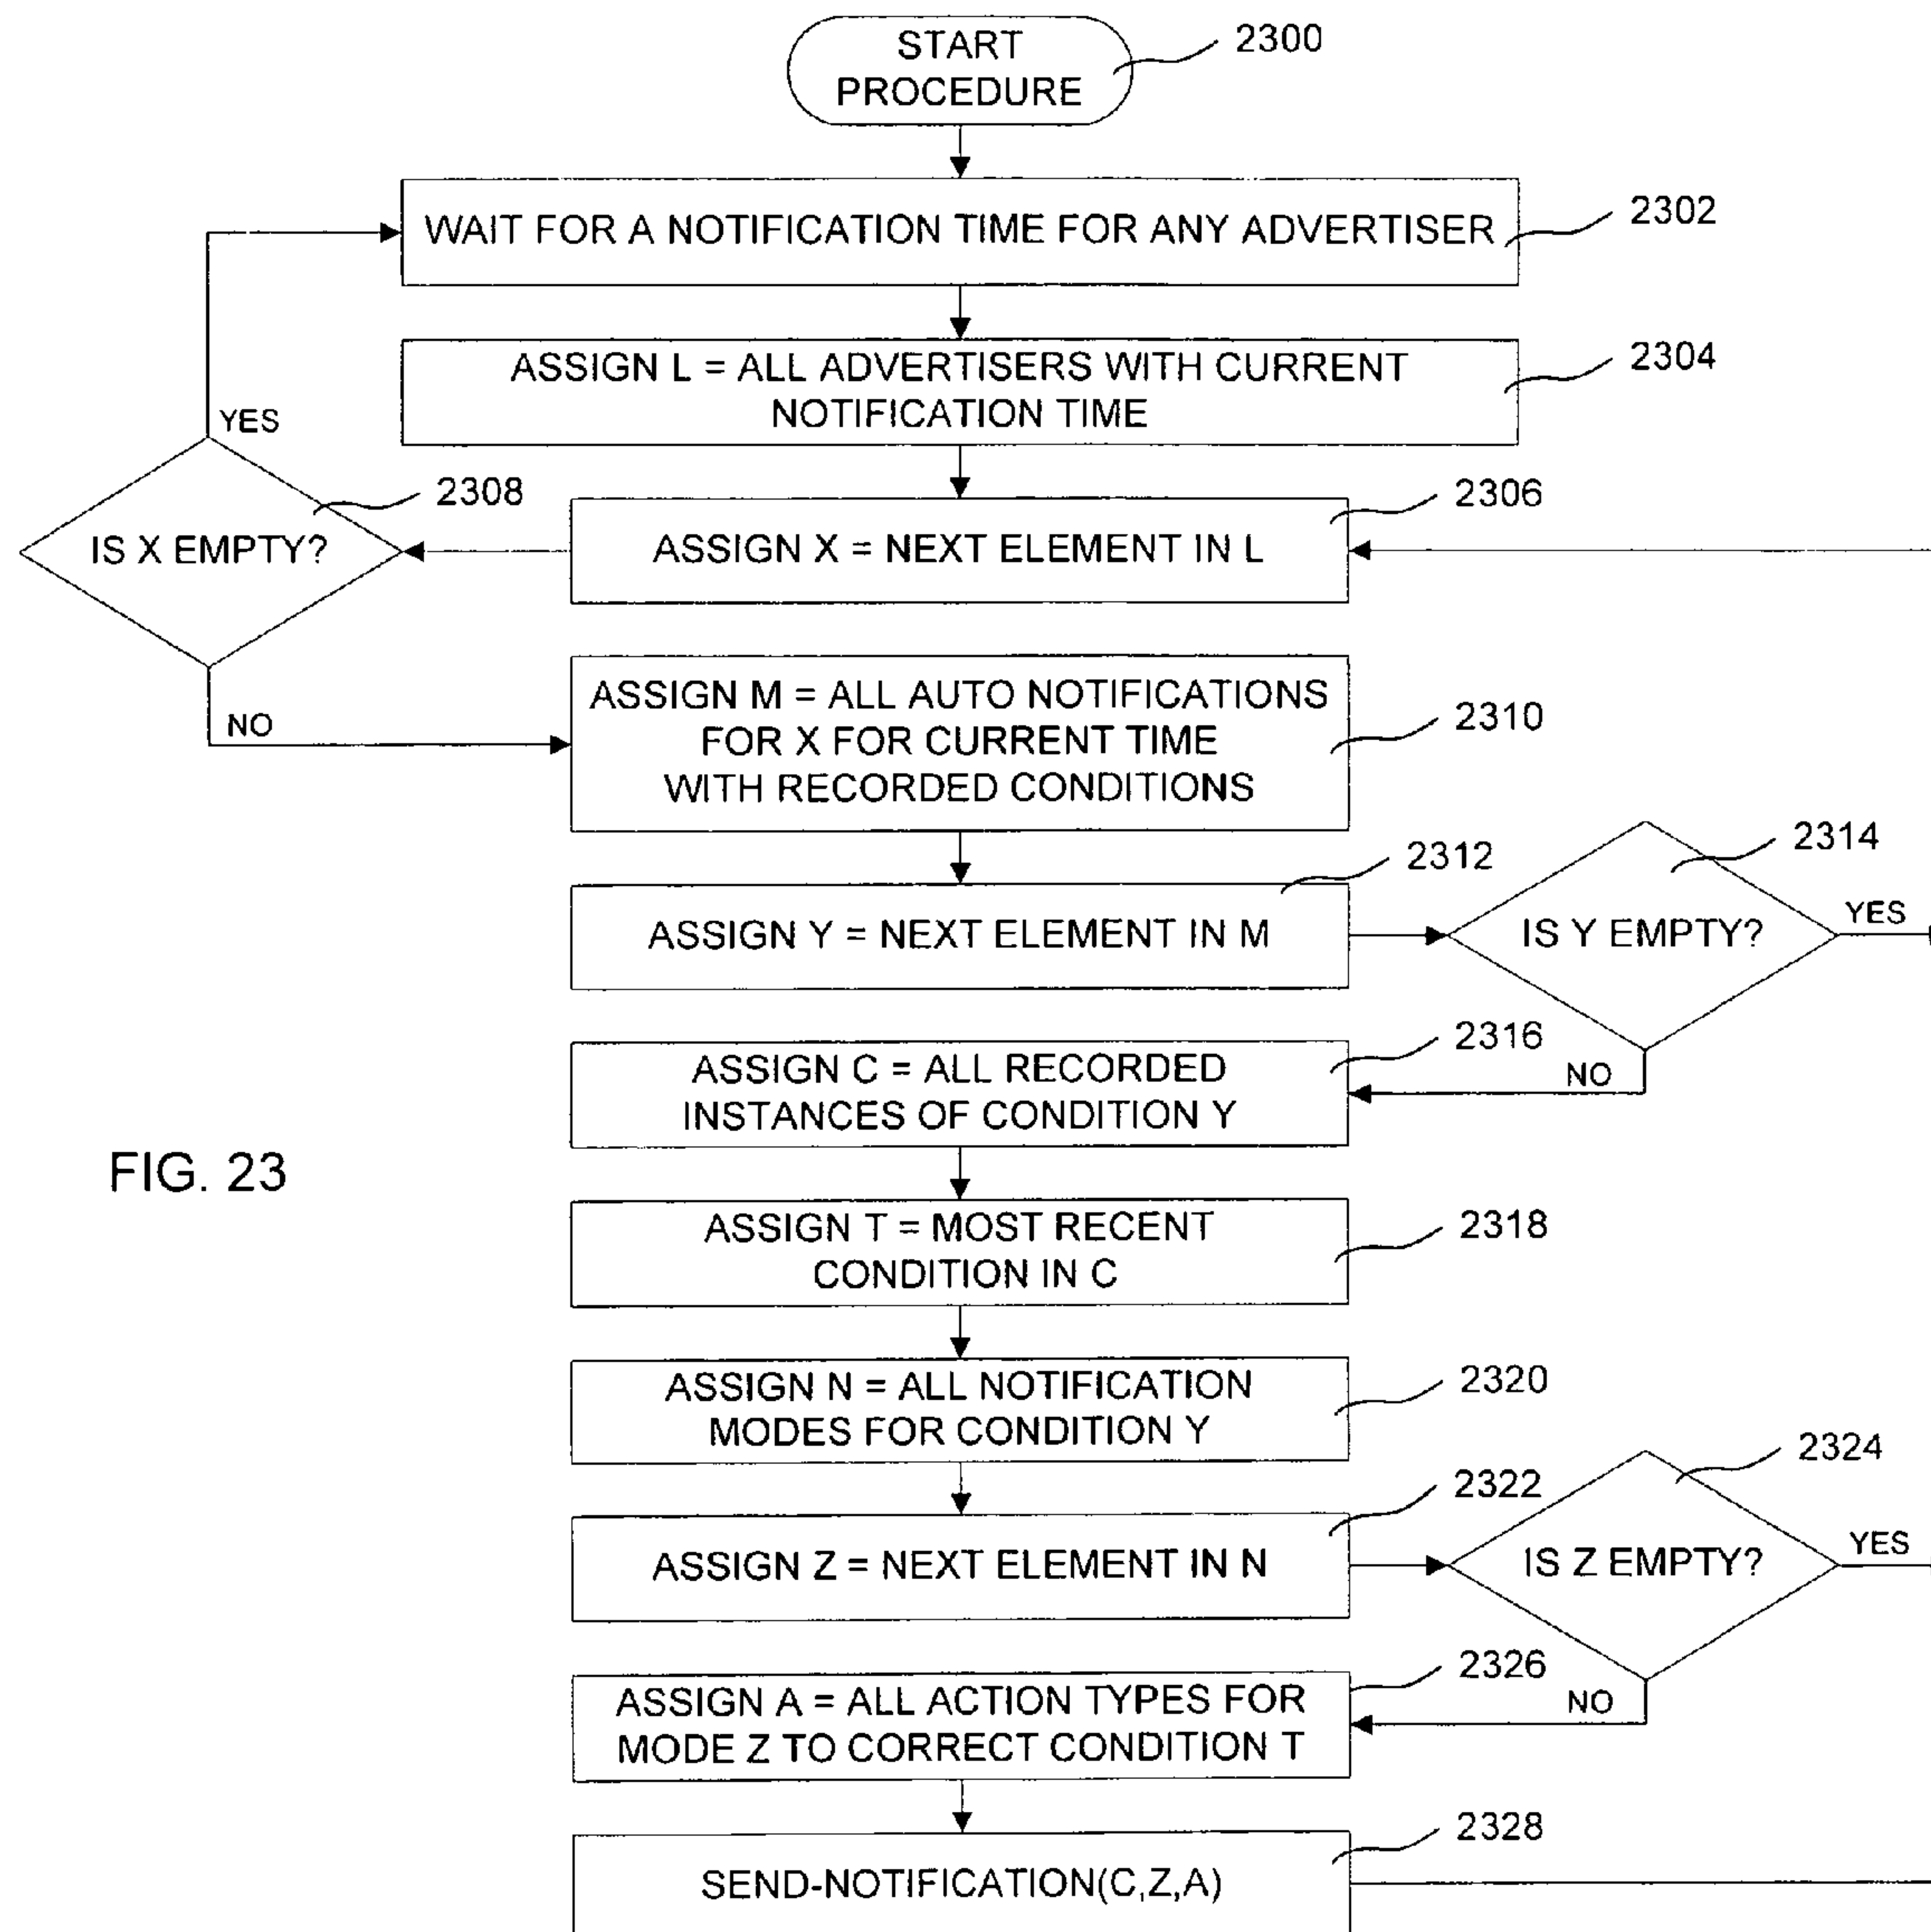 START
PROCEDURE
2300
WAIT FOR A NOTIFICATION TIME FOR ANY ADVERTISER
2302
ASSIGN L = ALL ADVERTISERS WITH CURRENT
NOTIFICATION TIME
2304
YES
2308
IS X EMPTY?
2306
ASSIGN X = NEXT ELEMENT IN L
NO
ASSIGN M = ALL AUTO NOTIFICATIONS
FOR X FOR CURRENT TIME
WITH RECORDED CONDITIONS
2310
2312
ASSIGN Y = NEXT ELEMENT IN M
2314
IS Y EMPTY?
YES
NO
2316
ASSIGN C = ALL RECORDED
INSTANCES OF CONDITION Y
FIG. 23
ASSIGN T = MOST RECENT
CONDITION IN C
2318
ASSIGN N = ALL NOTIFICATION
MODES FOR CONDITION Y
2320
2322
ASSIGN Z = NEXT ELEMENT IN N
2324
IS Z EMPTY?
YES
NO
2326
ASSIGN A = ALL ACTION TYPES FOR
MODE Z TO CORRECT CONDITION T
2328
SEND-NOTIFICATION(C,Z,A)